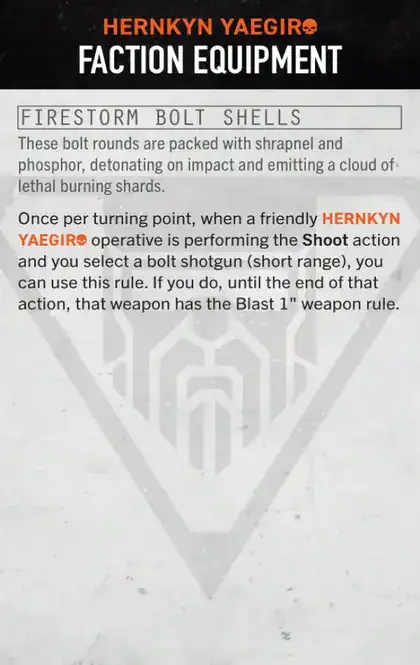 HERNKYN YAEGIR
FACTION EQUIPMENT
FIRESTORM BOLT SHELLS
These bolt rounds are packed with shrapnel and
phosphor, detonating on impact and emitting a cloud of
lethal burning shards.
Once per turning point, when a friendly HERNKYN
YAEGIR operative is performing the Shoot action
and you select a bolt shotgun (short range), you
can use this rule. If you do, until the end of that
action, that weapon has the Blast 1" weapon rule.